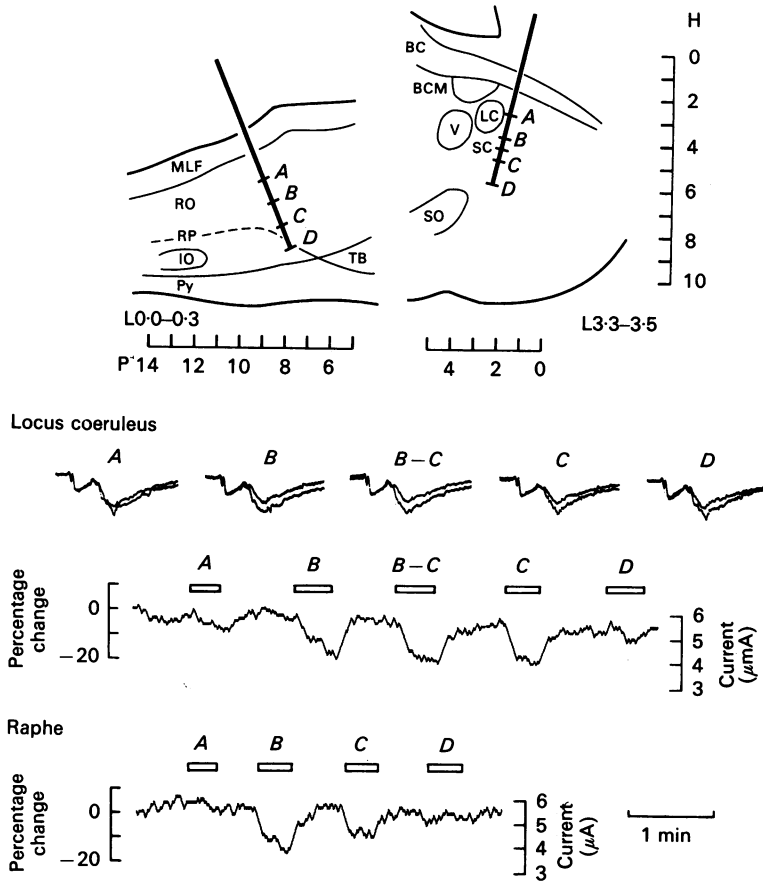 H
BC
0
BCM
2
LC
A
V
B
4
SC
C
D
6
SO
8
10
MLF
A
RO
B
C
RP
D
IO
TB
Py
L0·0–0·3
L3·3–3·5
P 14 12 10 8 6
4 2 0
Locus coeruleus
A B B–C C D
A B B–C C D
Percentage change
0
−20
6
5
4
3
Current (μmA)
Raphe
A B C D
Percentage change
0
−20
6
5
4
3
Current (μA)
1 min